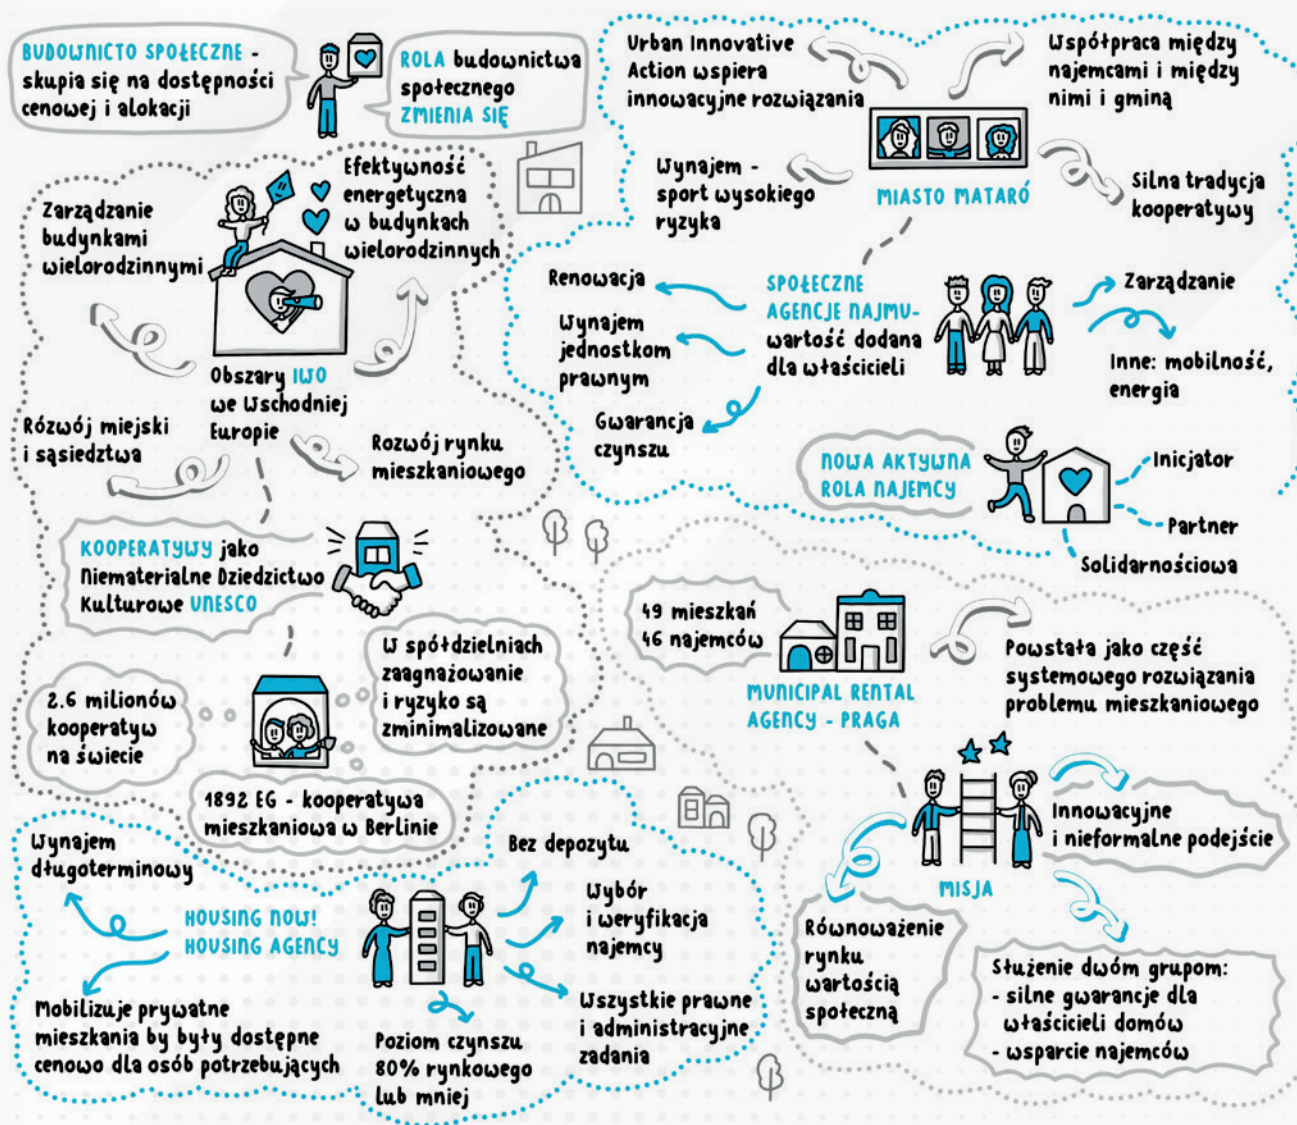 BUDOWNICTO SPOŁECZNE -
skupia się na dostępności
cenowej i alokacji
ROLA budownictwa
społecznego
ZMIENIA SIĘ
Zarządzanie
budynkami
wielorodzinnymi
Efektywność
energetyczna
w budynkach
wielorodzinnych
Obszary IWO
we Wschodniej
Europie
Rózwój miejski
i sąsiedztwa
Rozwój rynku
mieszkaniowego
KOOPERATYWY jako
Niematerialne Dziedzictwo
Kulturowe UNESCO
W spółdzielniach
zaagnażowanie
i ryzyko są
zminimalizowane
2.6 milionów
kooperatyw
na świecie
1892 EG - kooperatywa
mieszkaniowa w Berlinie
Urban Innovative
Action wspiera
innowacyjne rozwiązania
Współpraca między
najemcami i między
nimi i gminą
Wynajem -
sport wysokiego
ryzyka
MIASTO MATARÓ
Silna tradycja
kooperatywy
Renowacja
Wynajem
jednostkom
prawnym
Gwarancja
czynszu
SPOŁECZNE
AGENCJE NAJMU-
wartość dodana
dla właścicieli
Zarządzanie
Inne: mobilność,
energia
NOWA AKTYWNA
ROLA NAJEMCY
Inicjator
Partner
Solidarnościowa
49 mieszkań
46 najemców
MUNICIPAL RENTAL
AGENCY - PRAGA
Powstała jako część
systemowego rozwiązania
problemu mieszkaniowego
MISJA
Innowacyjne
i nieformalne podejście
Równoważenie
rynku
wartością
społeczną
Służenie dwóm grupom:
- silne gwarancje dla
właścicieli domów
- wsparcie najemców
Wynajem
długoterminowy
HOUSING NOW!
HOUSING AGENCY
Mobilizuje prywatne
mieszkania by były dostępne
cenowo dla osób potrzebujących
Bez depozytu
Wybór
i weryfikacja
najemcy
Wszystkie prawne
i administracyjne
zadania
Poziom czynszu
80% rynkowego
lub mniej